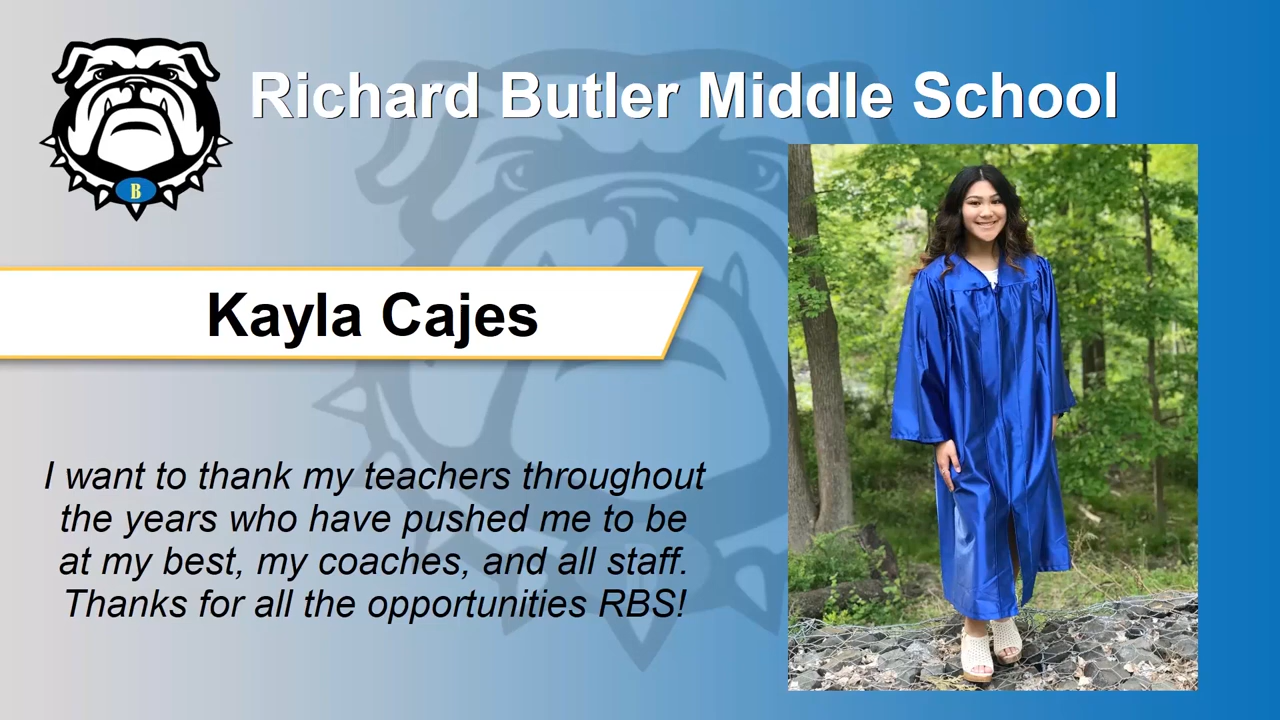 Richard Butler Middle School
B
Kayla Cajes
I want to thank my teachers throughout
the years who have pushed me to be
at my best, my coaches, and all staff.
Thanks for all the opportunities RBS!